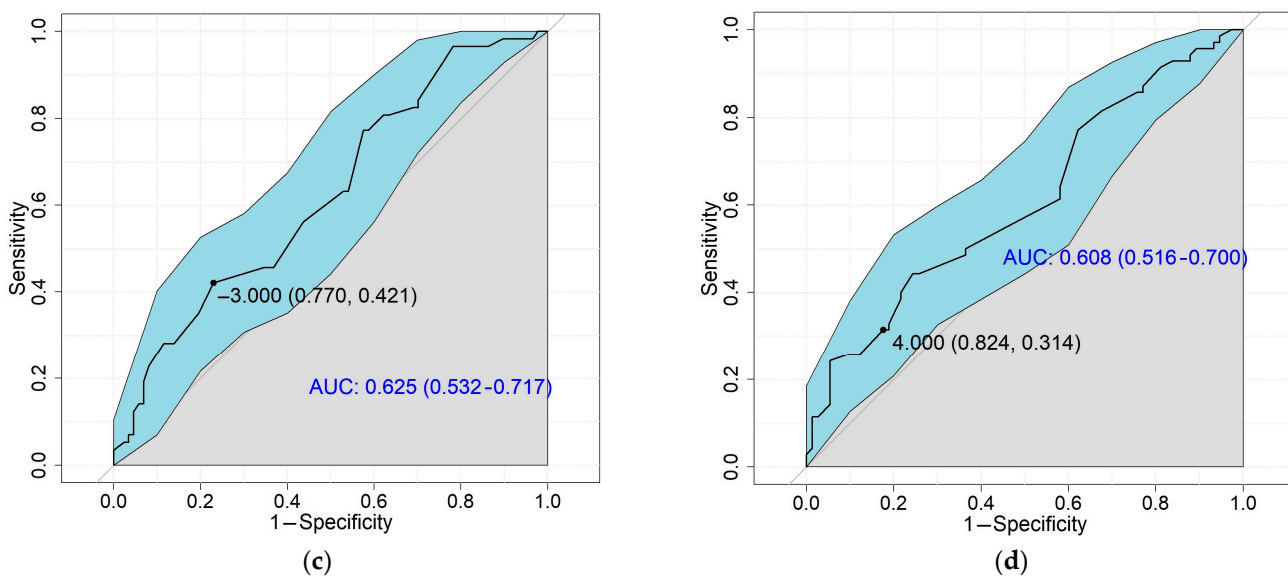 1.0
0.8
0.6
0.4
0.2
0.0
Sensitivity
−3.000 (0.770, 0.421)
AUC: 0.625 (0.532-0.717)
0.0 0.2 0.4 0.6 0.8 1.0
1−Specificity
(c)
1.0
0.8
0.6
0.4
0.2
0.0
Sensitivity
AUC: 0.608 (0.516-0.700)
4.000 (0.824, 0.314)
0.0 0.2 0.4 0.6 0.8 1.0
1−Specificity
(d)